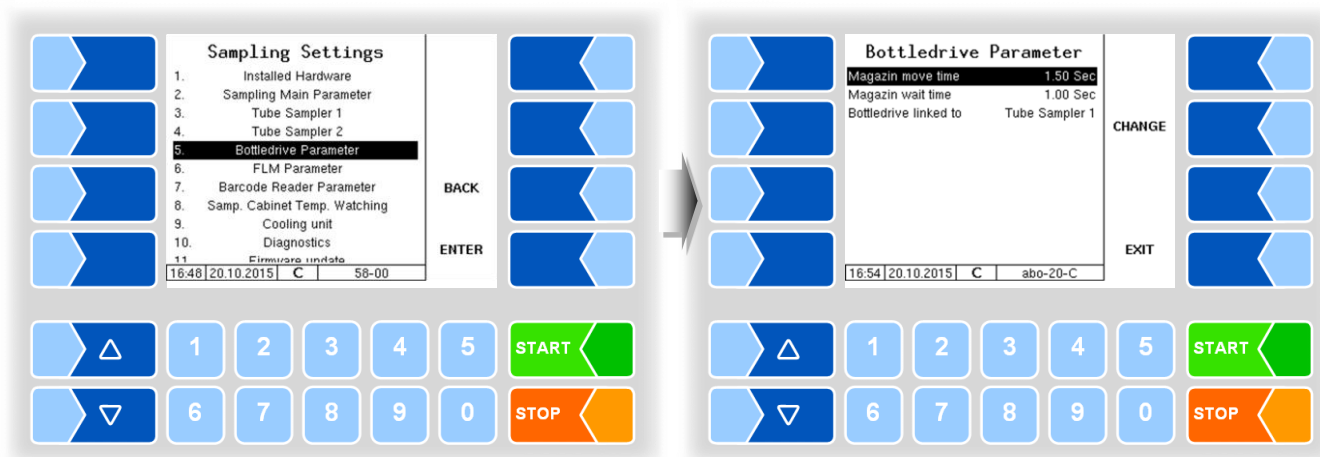 Sampling Settings
1. Installed Hardware
2. Sampling Main Parameter
3. Tube Sampler 1
4. Tube Sampler 2
5. Bottledrive Parameter
6. FLM Parameter
7. Barcode Reader Parameter
8. Samp. Cabinet Temp. Watching
9. Cooling unit
10. Diagnostics
11. Firmware update
BACK
ENTER
16:48 20.10.2015 C 58-00
1 2 3 4 5 START
6 7 8 9 0 STOP
Bottledrive Parameter
Magazin move time 1.50 Sec
Magazin wait time 1.00 Sec
Bottledrive linked to Tube Sampler 1
CHANGE
EXIT
16:54 20.10.2015 C abo-20-C
1 2 3 4 5 START
6 7 8 9 0 STOP